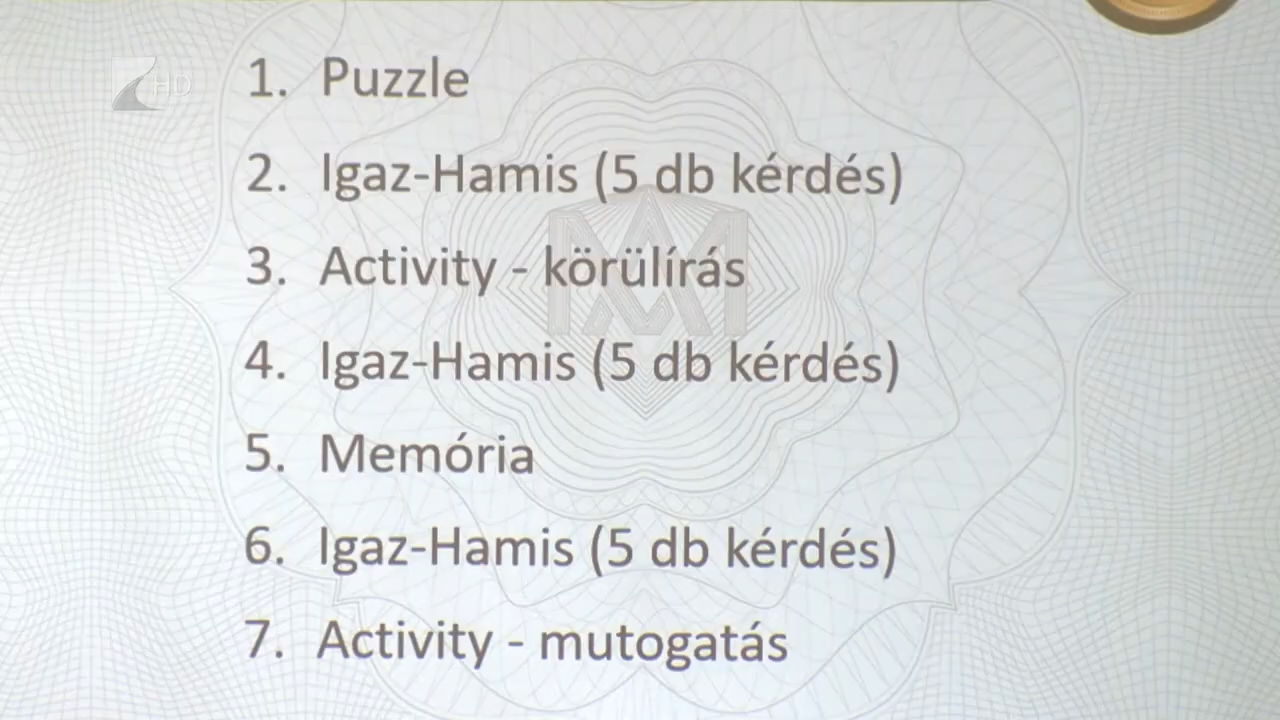 HD
1. Puzzle
2. Igaz-Hamis (5 db kérdés)
3. Activity - körülírás
4. Igaz-Hamis (5 db kérdés)
5. Memória
6. Igaz-Hamis (5 db kérdés)
7. Activity - mutogatás